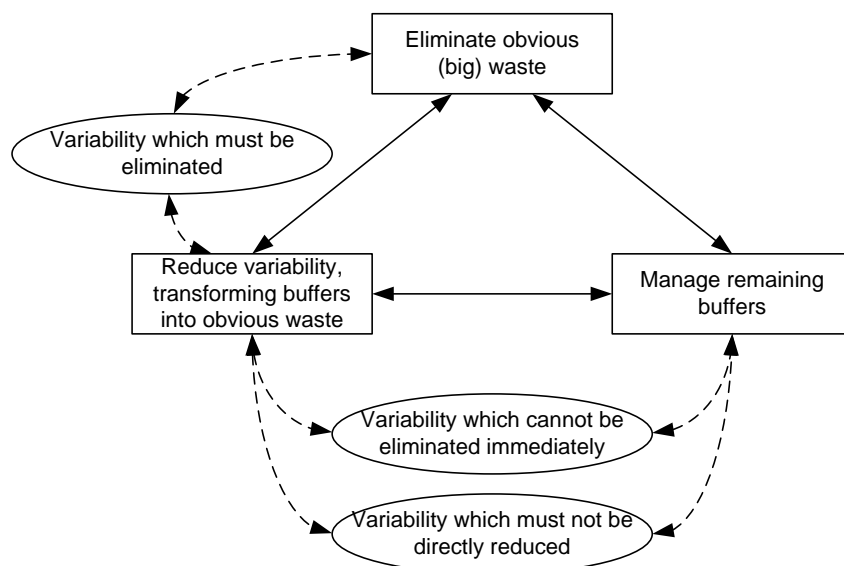 Eliminate obvious
(big) waste
Variability which must be
eliminated
Reduce variability,
transforming buffers
into obvious waste
Manage remaining
buffers
Variability which cannot be
eliminated immediately
Variability which must not be
directly reduced